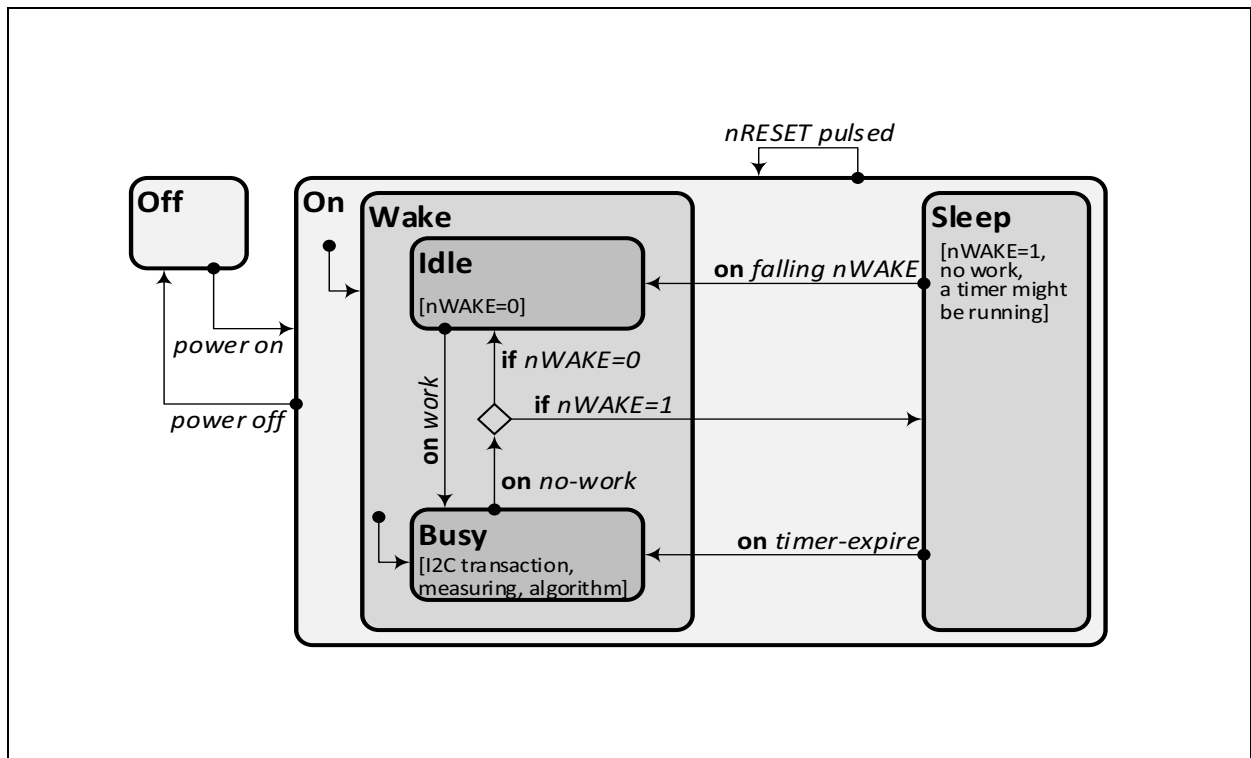 nRESET pulsed
Off
On
Wake
Sleep
Idle
[nWAKE=0]
on falling nWAKE
[nWAKE=1,
no work,
a timer might
be running]
power on
power off
if nWAKE=0
if nWAKE=1
on work
on no-work
Busy
[I2C transaction,
measuring, algorithm]
on timer-expire